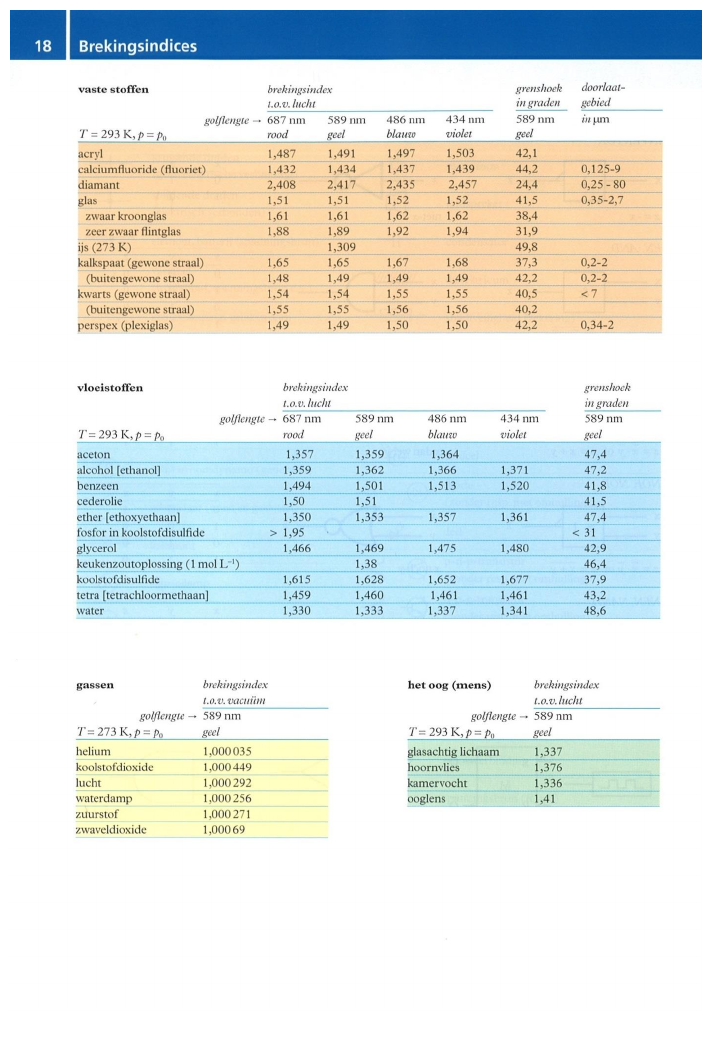 18 Brekingsindices
vaste stoffen brekingsindex grenshoek doorlaat-
t.o.v. lucht in graden gebied
golflengte → 687 nm 589 nm 486 nm 434 nm 589 nm in µm
T = 293 K, p = p₀ rood geel blauw violet geel
acryl 1,487 1,491 1,497 1,503 42,1
calciumfluoride (fluoriet) 1,432 1,434 1,437 1,439 44,2 0,125-9
diamant 2,408 2,417 2,435 2,457 24,4 0,25 - 80
glas 1,51 1,51 1,52 1,52 41,5 0,35-2,7
zwaar kroonglas 1,61 1,61 1,62 1,62 38,4
zeer zwaar flintglas 1,88 1,89 1,92 1,94 31,9
ijs (273 K) 1,309 49,8
kalkspaat (gewone straal) 1,65 1,65 1,67 1,68 37,3 0,2-2
(buitengewone straal) 1,48 1,49 1,49 1,49 42,2 0,2-2
kwarts (gewone straal) 1,54 1,54 1,55 1,55 40,5 < 7
(buitengewone straal) 1,55 1,55 1,56 1,56 40,2
perspex (plexiglas) 1,49 1,49 1,50 1,50 42,2 0,34-2
vloeistoffen brekingsindex grenshoek
t.o.v. lucht in graden
golflengte → 687 nm 589 nm 486 nm 434 nm 589 nm
T = 293 K, p = p₀ rood geel blauw violet geel
aceton 1,357 1,359 1,364 47,4
alcohol [ethanol] 1,359 1,362 1,366 1,371 47,2
benzeen 1,494 1,501 1,513 1,520 41,8
cederolie 1,50 1,51 41,5
ether [ethoxyethaan] 1,350 1,353 1,357 1,361 47,4
fosfor in koolstofdisulfide > 1,95 < 31
glycerol 1,466 1,469 1,475 1,480 42,9
keukenzoutoplossing (1 mol L⁻¹) 1,38 46,4
koolstofdisulfide 1,615 1,628 1,652 1,677 37,9
tetra [tetrachloormethaan] 1,459 1,460 1,461 1,461 43,2
water 1,330 1,333 1,337 1,341 48,6
gassen brekingsindex
t.o.v. vacuüm
golflengte → 589 nm
T = 273 K, p = p₀ geel
helium 1,000 035
koolstofdioxide 1,000 449
lucht 1,000 292
waterdamp 1,000 256
zuurstof 1,000 271
zwaveldioxide 1,000 69
het oog (mens) brekingsindex
t.o.v. lucht
golflengte → 589 nm
T = 293 K, p = p₀ geel
glasachtig lichaam 1,337
hoornvlies 1,376
kamervocht 1,336
ooglens 1,41